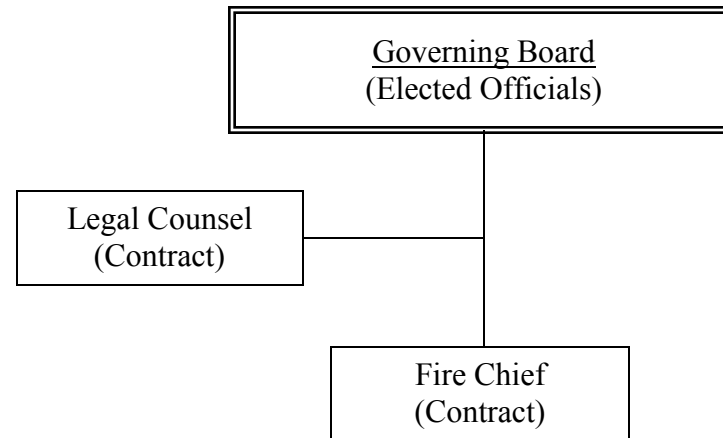 Governing Board
(Elected Officials)
Legal Counsel
(Contract)
Fire Chief
(Contract)